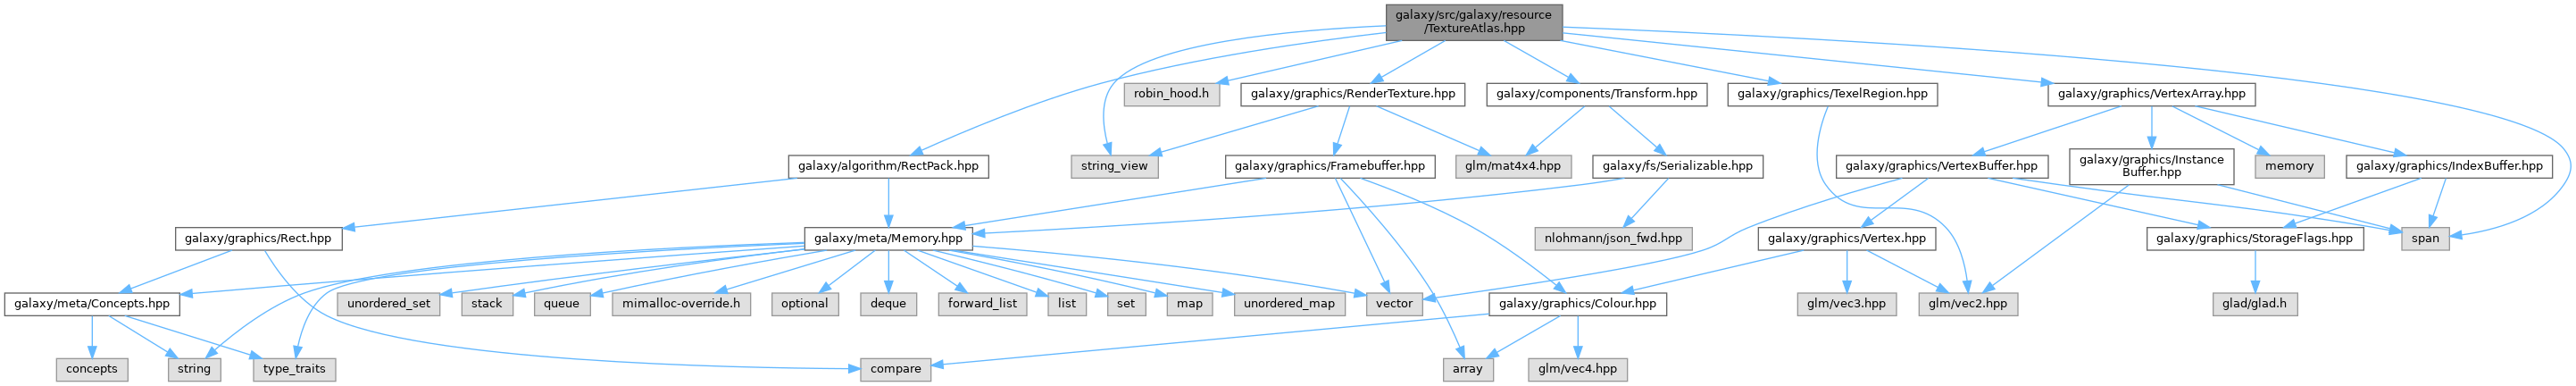 galaxy/src/galaxy/resource
/TextureAtlas.hpp
robin_hood.h
galaxy/graphics/RenderTexture.hpp
galaxy/components/Transform.hpp
galaxy/graphics/TexelRegion.hpp
galaxy/graphics/VertexArray.hpp
galaxy/algorithm/RectPack.hpp
string_view
galaxy/graphics/Framebuffer.hpp
glm/mat4x4.hpp
galaxy/fs/Serializable.hpp
galaxy/graphics/VertexBuffer.hpp
galaxy/graphics/Instance
Buffer.hpp
memory
galaxy/graphics/IndexBuffer.hpp
galaxy/graphics/Rect.hpp
galaxy/meta/Memory.hpp
nlohmann/json_fwd.hpp
galaxy/graphics/Vertex.hpp
galaxy/graphics/StorageFlags.hpp
span
galaxy/meta/Concepts.hpp
unordered_set
stack
queue
mimalloc-override.h
optional
deque
forward_list
list
set
map
unordered_map
vector
galaxy/graphics/Colour.hpp
glm/vec3.hpp
glm/vec2.hpp
glad/glad.h
concepts
string
type_traits
compare
array
glm/vec4.hpp